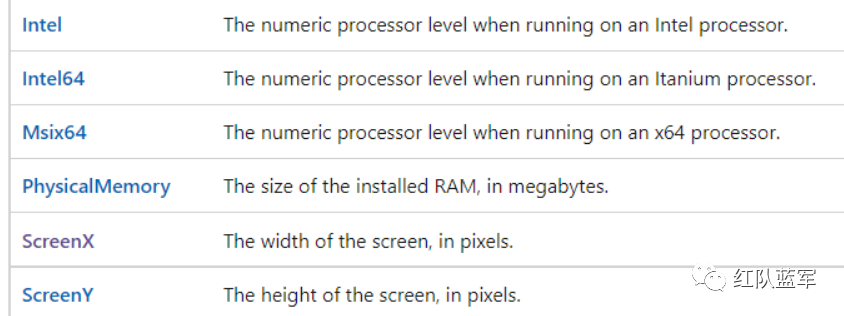 Intel The numeric processor level when running on an Intel processor.
Intel64 The numeric processor level when running on an Itanium processor.
Msix64 The numeric processor level when running on an x64 processor.
PhysicalMemory The size of the installed RAM, in megabytes.
ScreenX The width of the screen, in pixels.
ScreenY The height of the screen, in pixels.
红队蓝军